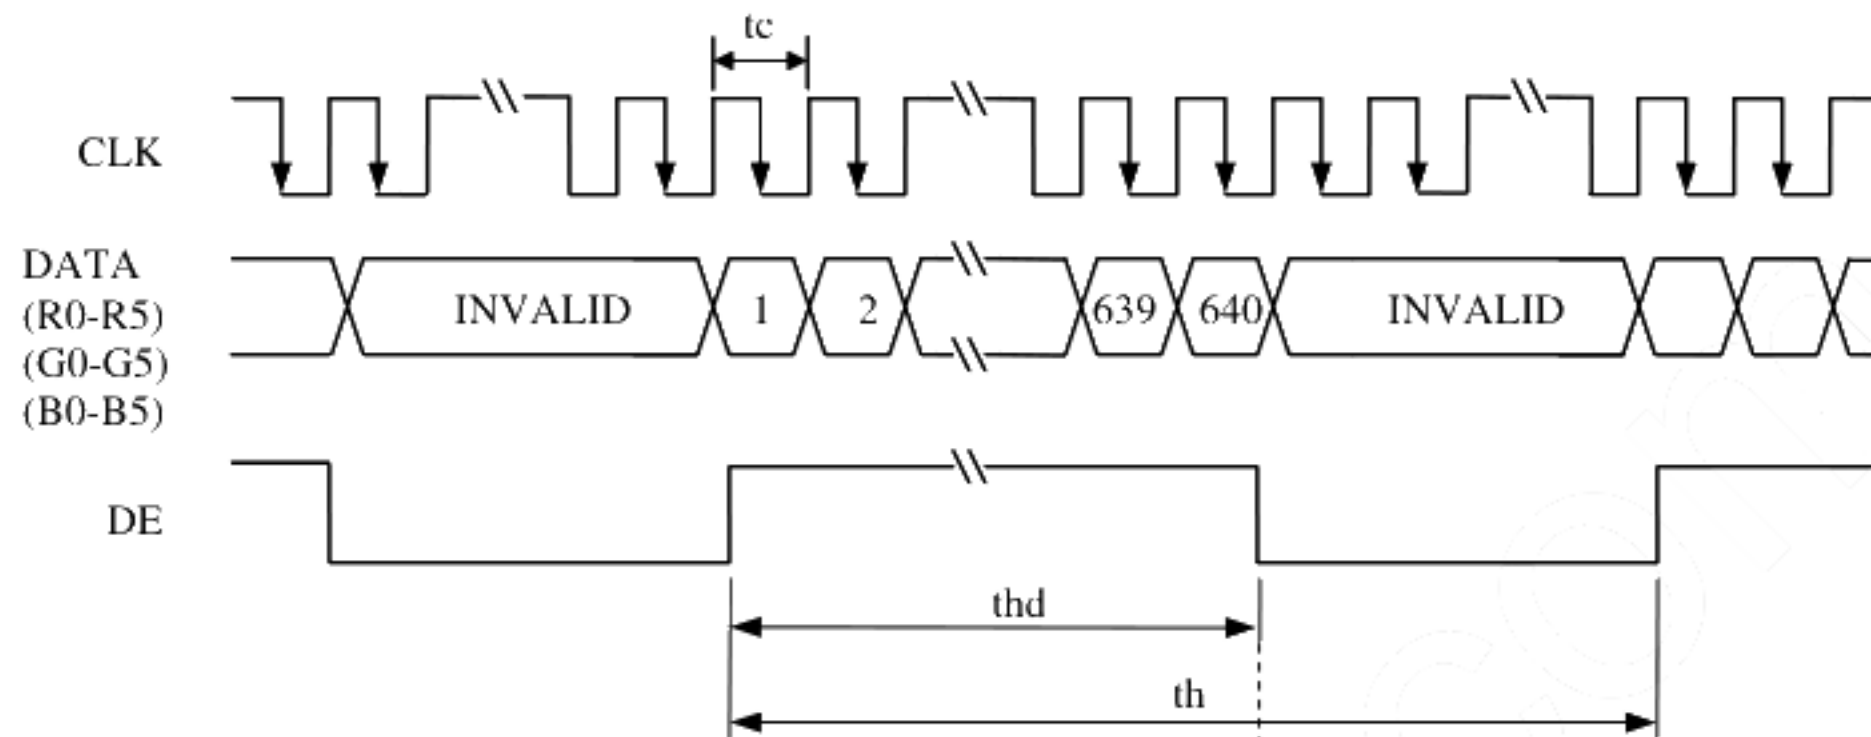 tc
CLK
DATA
(R0-R5)
(G0-G5)
(B0-B5)
INVALID 1 2 639 640 INVALID
DE
thd
th